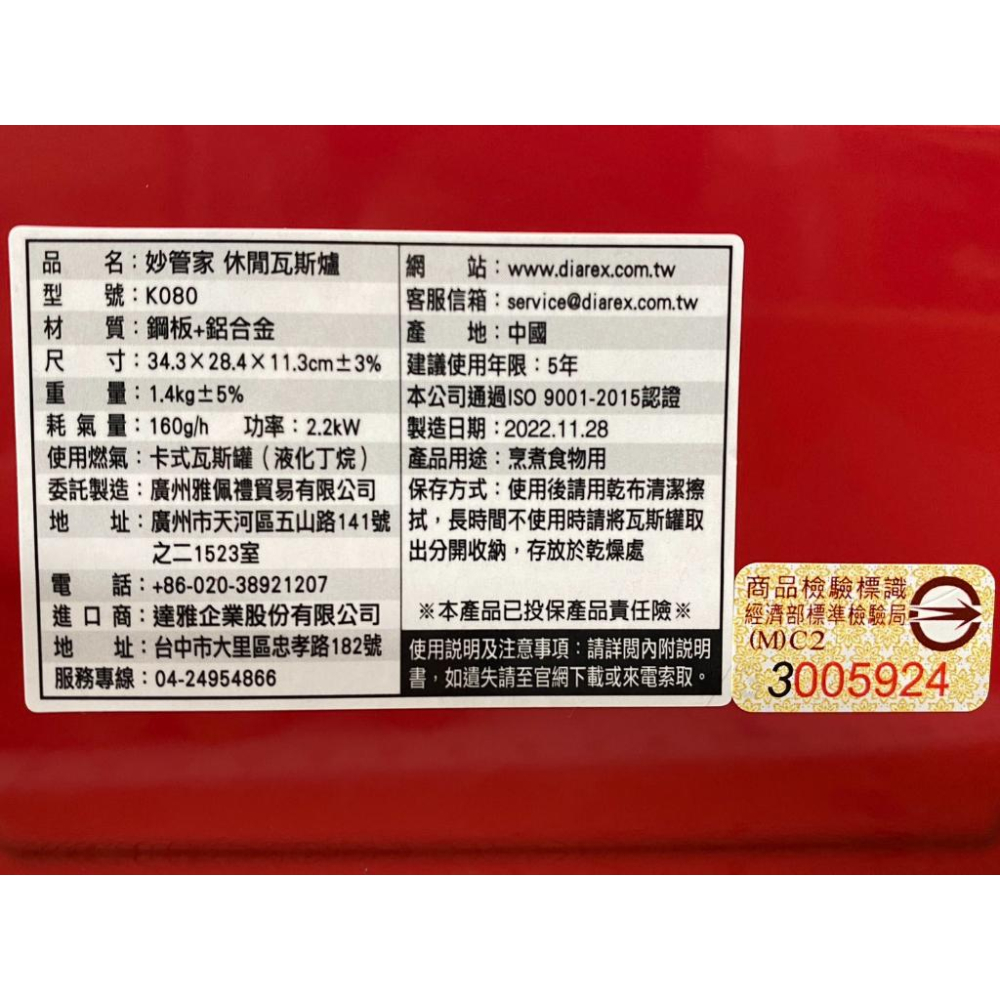 品名：妙管家 休閒瓦斯爐
型號：K080
材質：鋼板+鋁合金
尺寸：34.3×28.4×11.3cm±3%
重量：1.4kg±5%
耗氣量：160g/h 功率：2.2kW
使用燃氣：卡式瓦斯罐（液化丁烷）
委託製造：廣州雅佩禮貿易有限公司
地址：廣州市天河區五山路141號
之二1523室
電話：+86-020-38921207
進口商：達雅企業股份有限公司
地址：台中市大里區忠孝路182號
服務專線：04-24954866
網站：www.diarex.com.tw
客服信箱：service@diarex.com.tw
產地：中國
建議使用年限：5年
本公司通過ISO 9001-2015認證
製造日期：2022.11.28
產品用途：烹煮食物用
保存方式：使用後請用乾布清潔擦
拭，長時間不使用時請將瓦斯罐取
出分開收納，存放於乾燥處
※本產品已投保產品責任險※
使用說明及注意事項：請詳閱內附說明
書，如遺失請至官網下載或來電索取。
商品檢驗標識
經濟部標準檢驗局
(M)C2
3005924